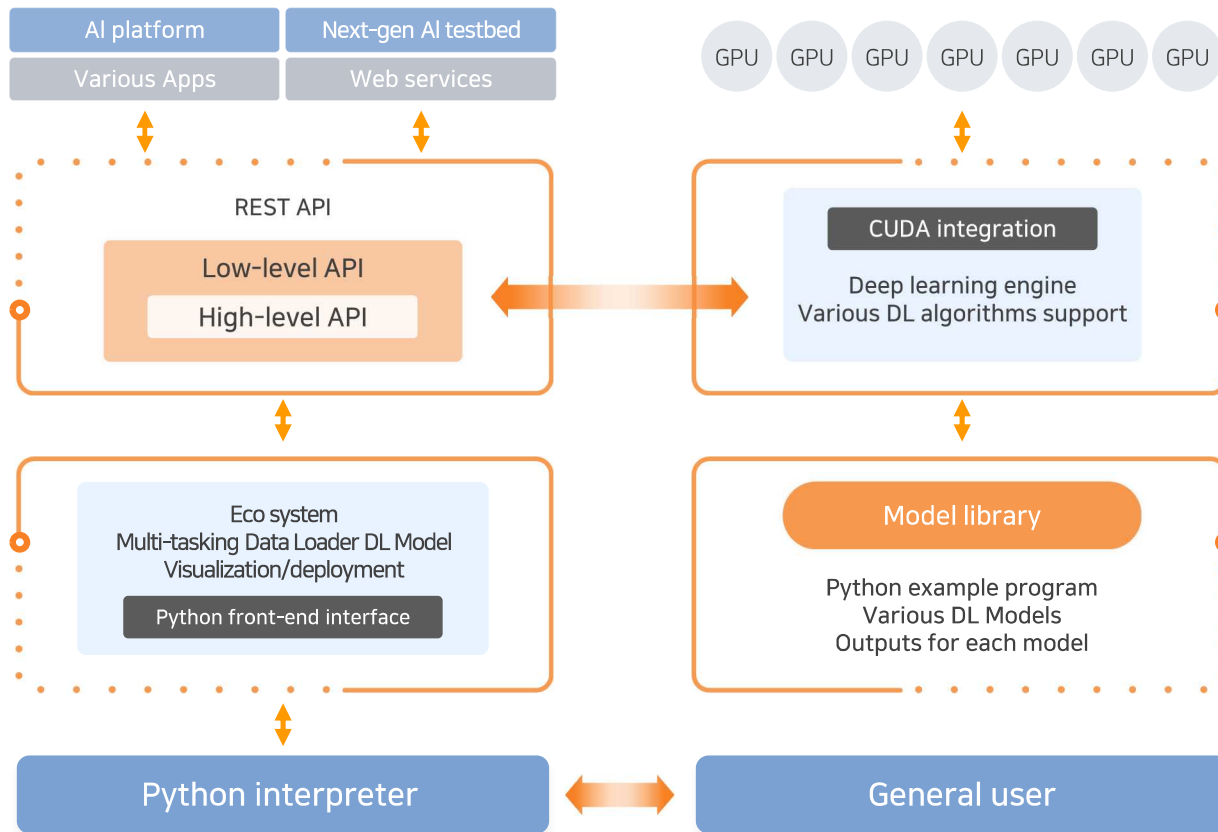 AI platform
Next-gen AI testbed
Various Apps
Web services
GPU GPU GPU GPU GPU GPU GPU
REST API
Low-level API
High-level API
CUDA integration
Deep learning engine
Various DL algorithms support
Eco system
Multi-tasking Data Loader DL Model
Visualization/deployment
Python front-end interface
Model library
Python example program
Various DL Models
Outputs for each model
Python interpreter
General user